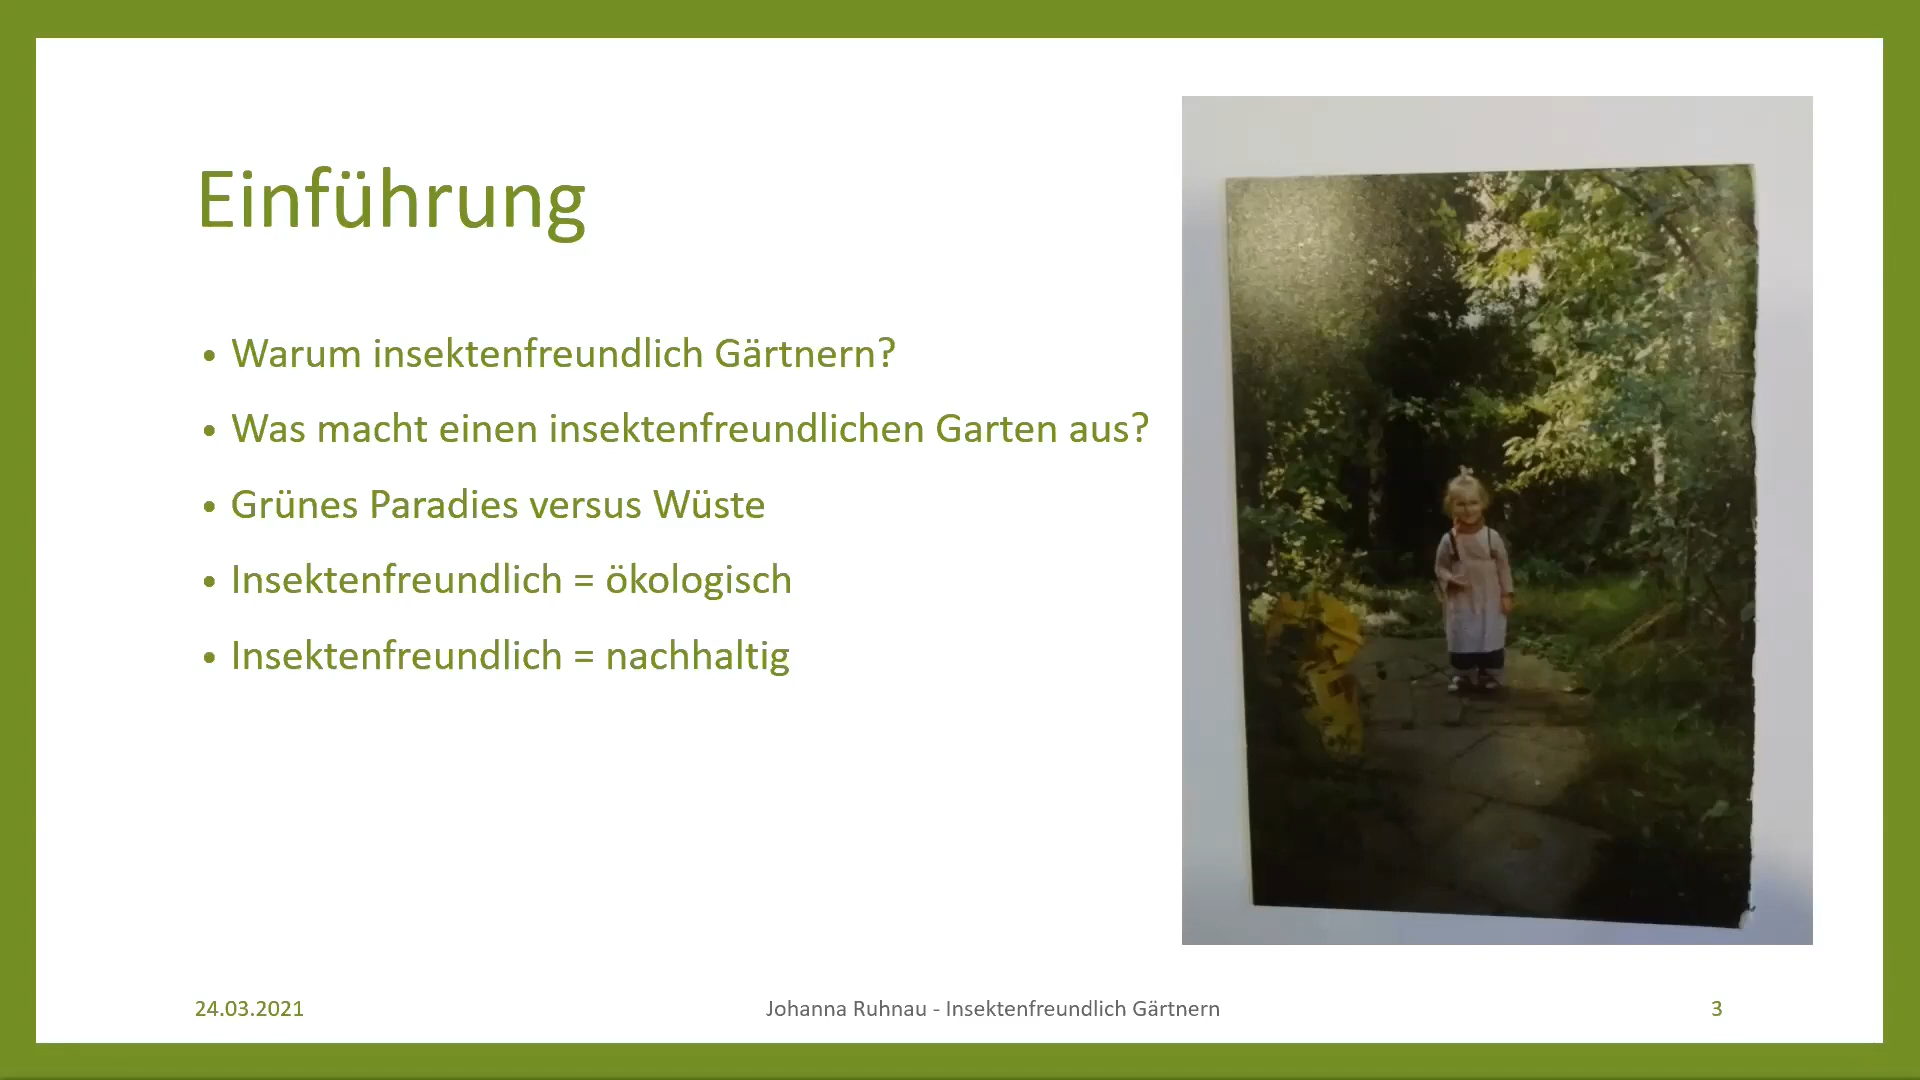 Einführung
• Warum insektenfreundlich Gärtnern?
• Was macht einen insektenfreundlichen Garten aus?
• Grünes Paradies versus Wüste
• Insektenfreundlich = ökologisch
• Insektenfreundlich = nachhaltig
24.03.2021
Johanna Ruhnau - Insektenfreundlich Gärtnern
3